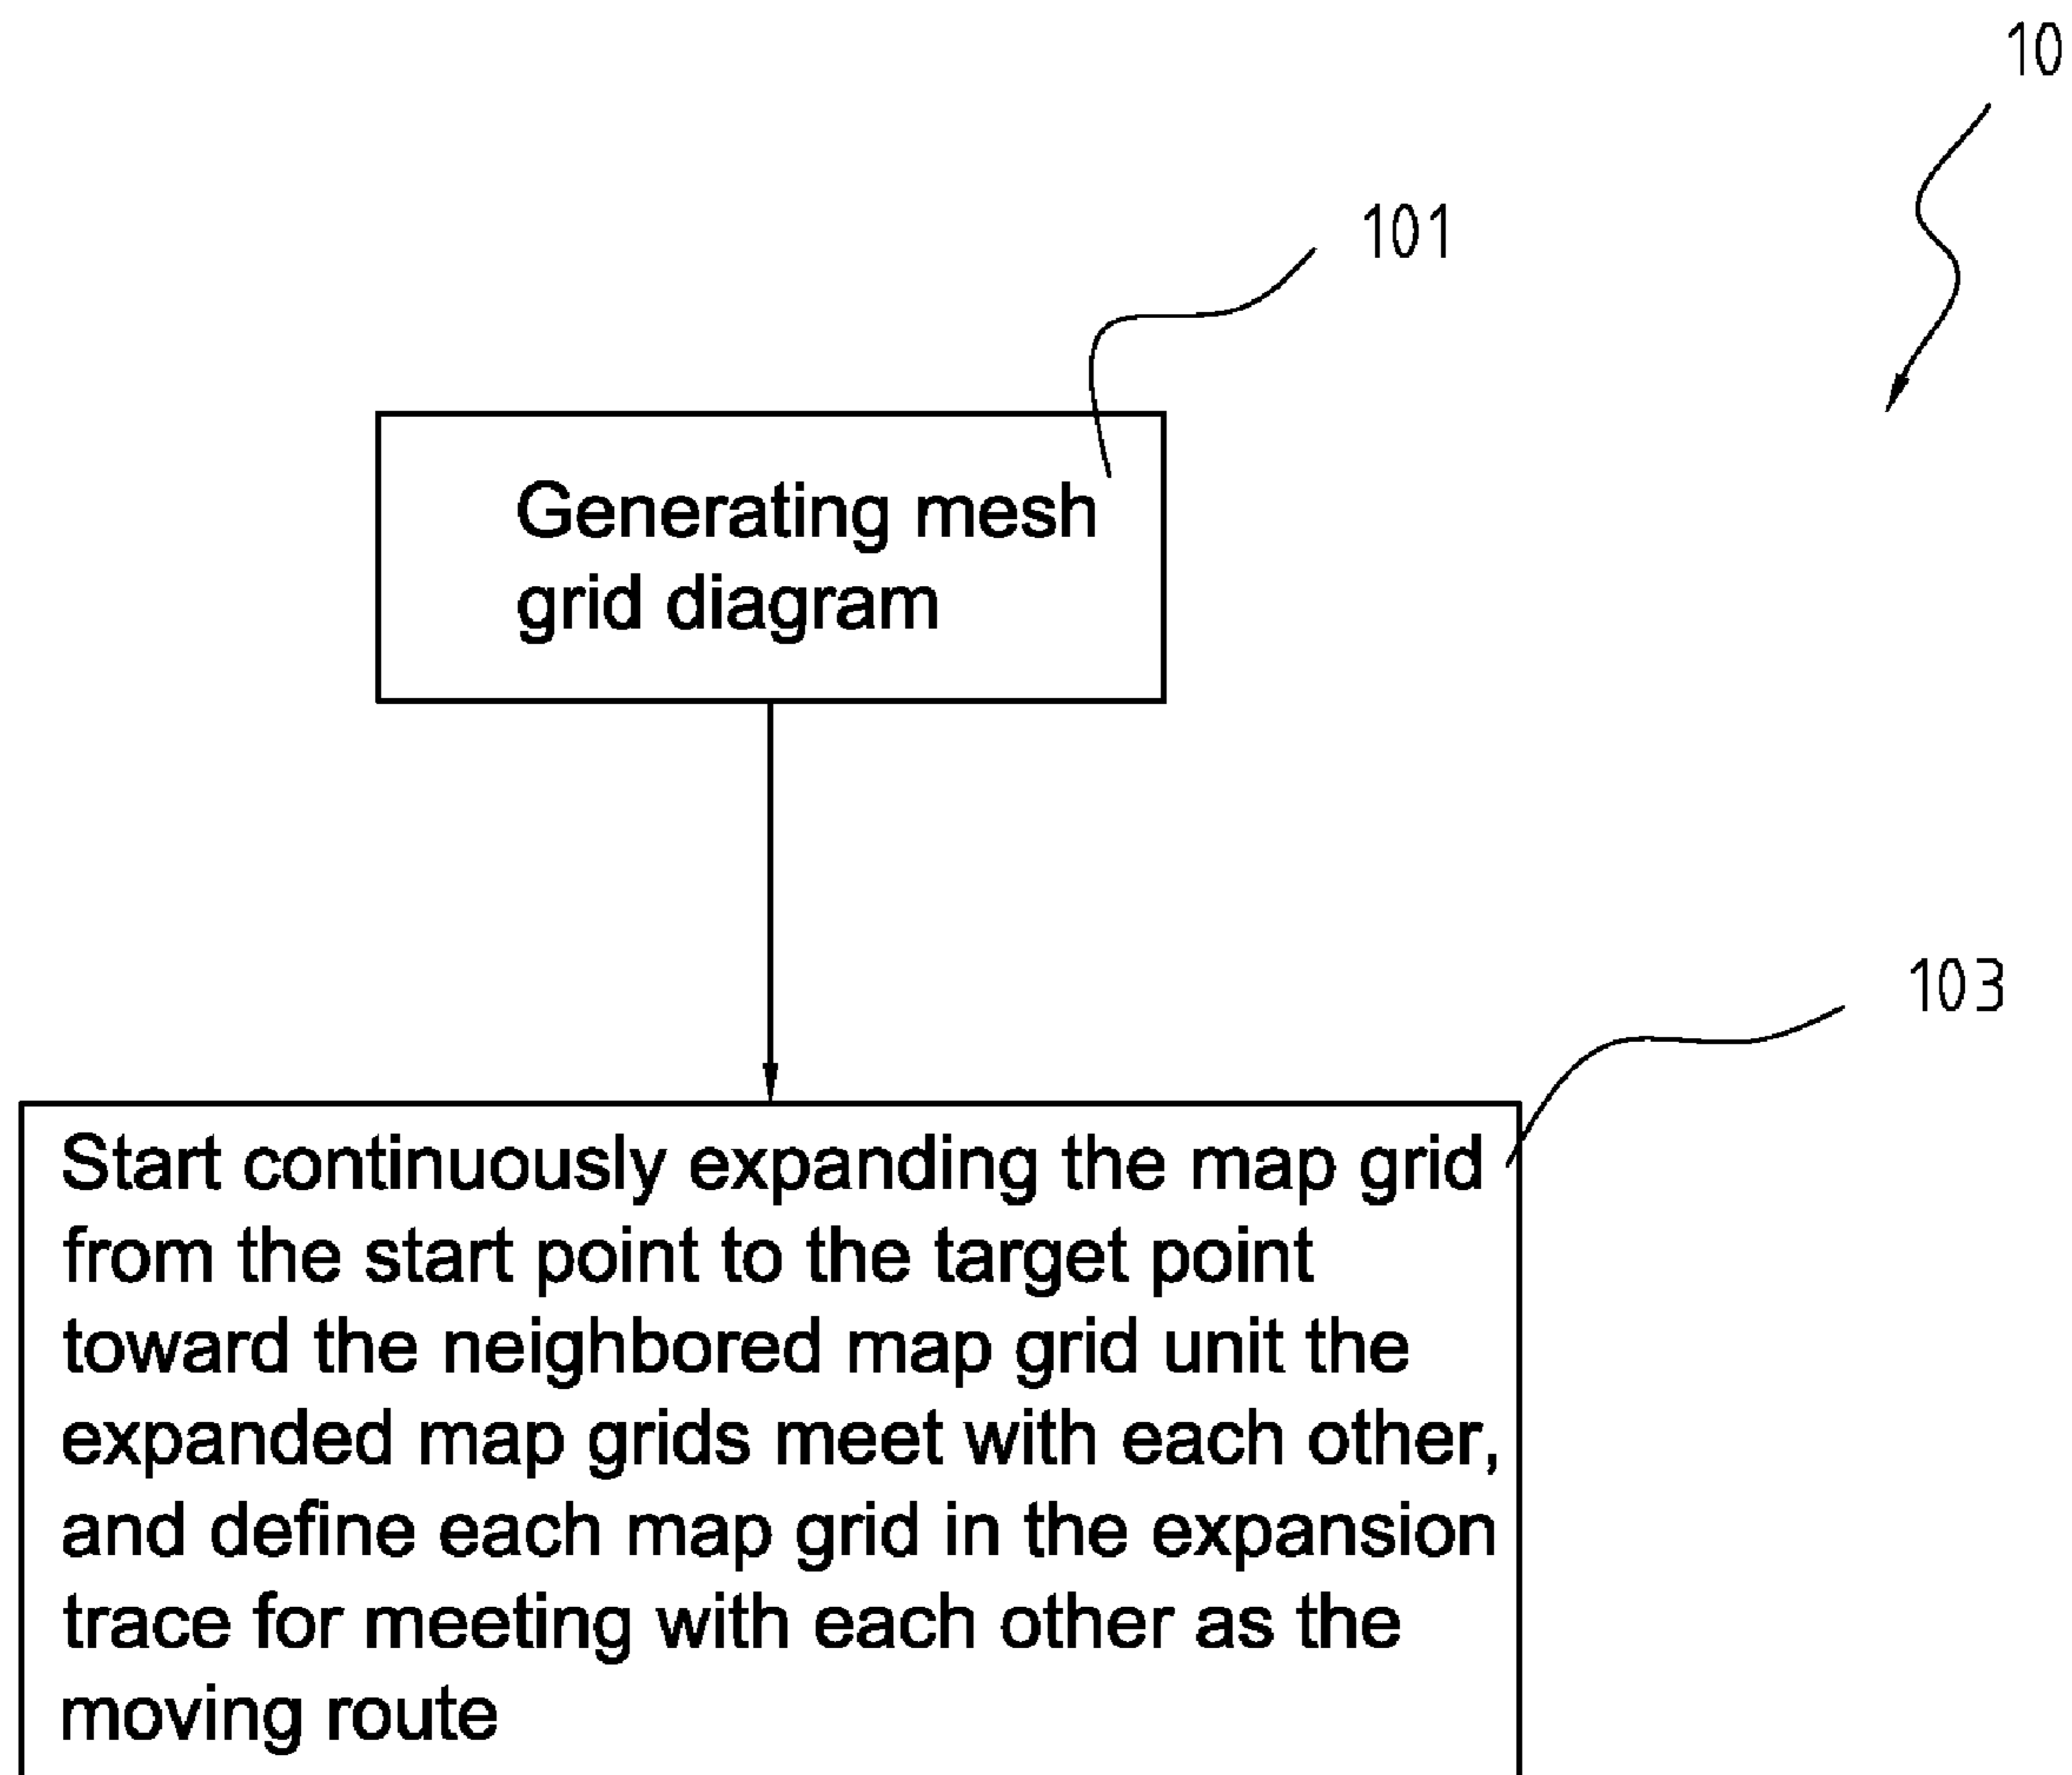 10
101
Generating mesh
grid diagram
103
Start continuously expanding the map grid
from the start point to the target point
toward the neighbored map grid unit the
expanded map grids meet with each other,
and define each map grid in the expansion
trace for meeting with each other as the
moving route